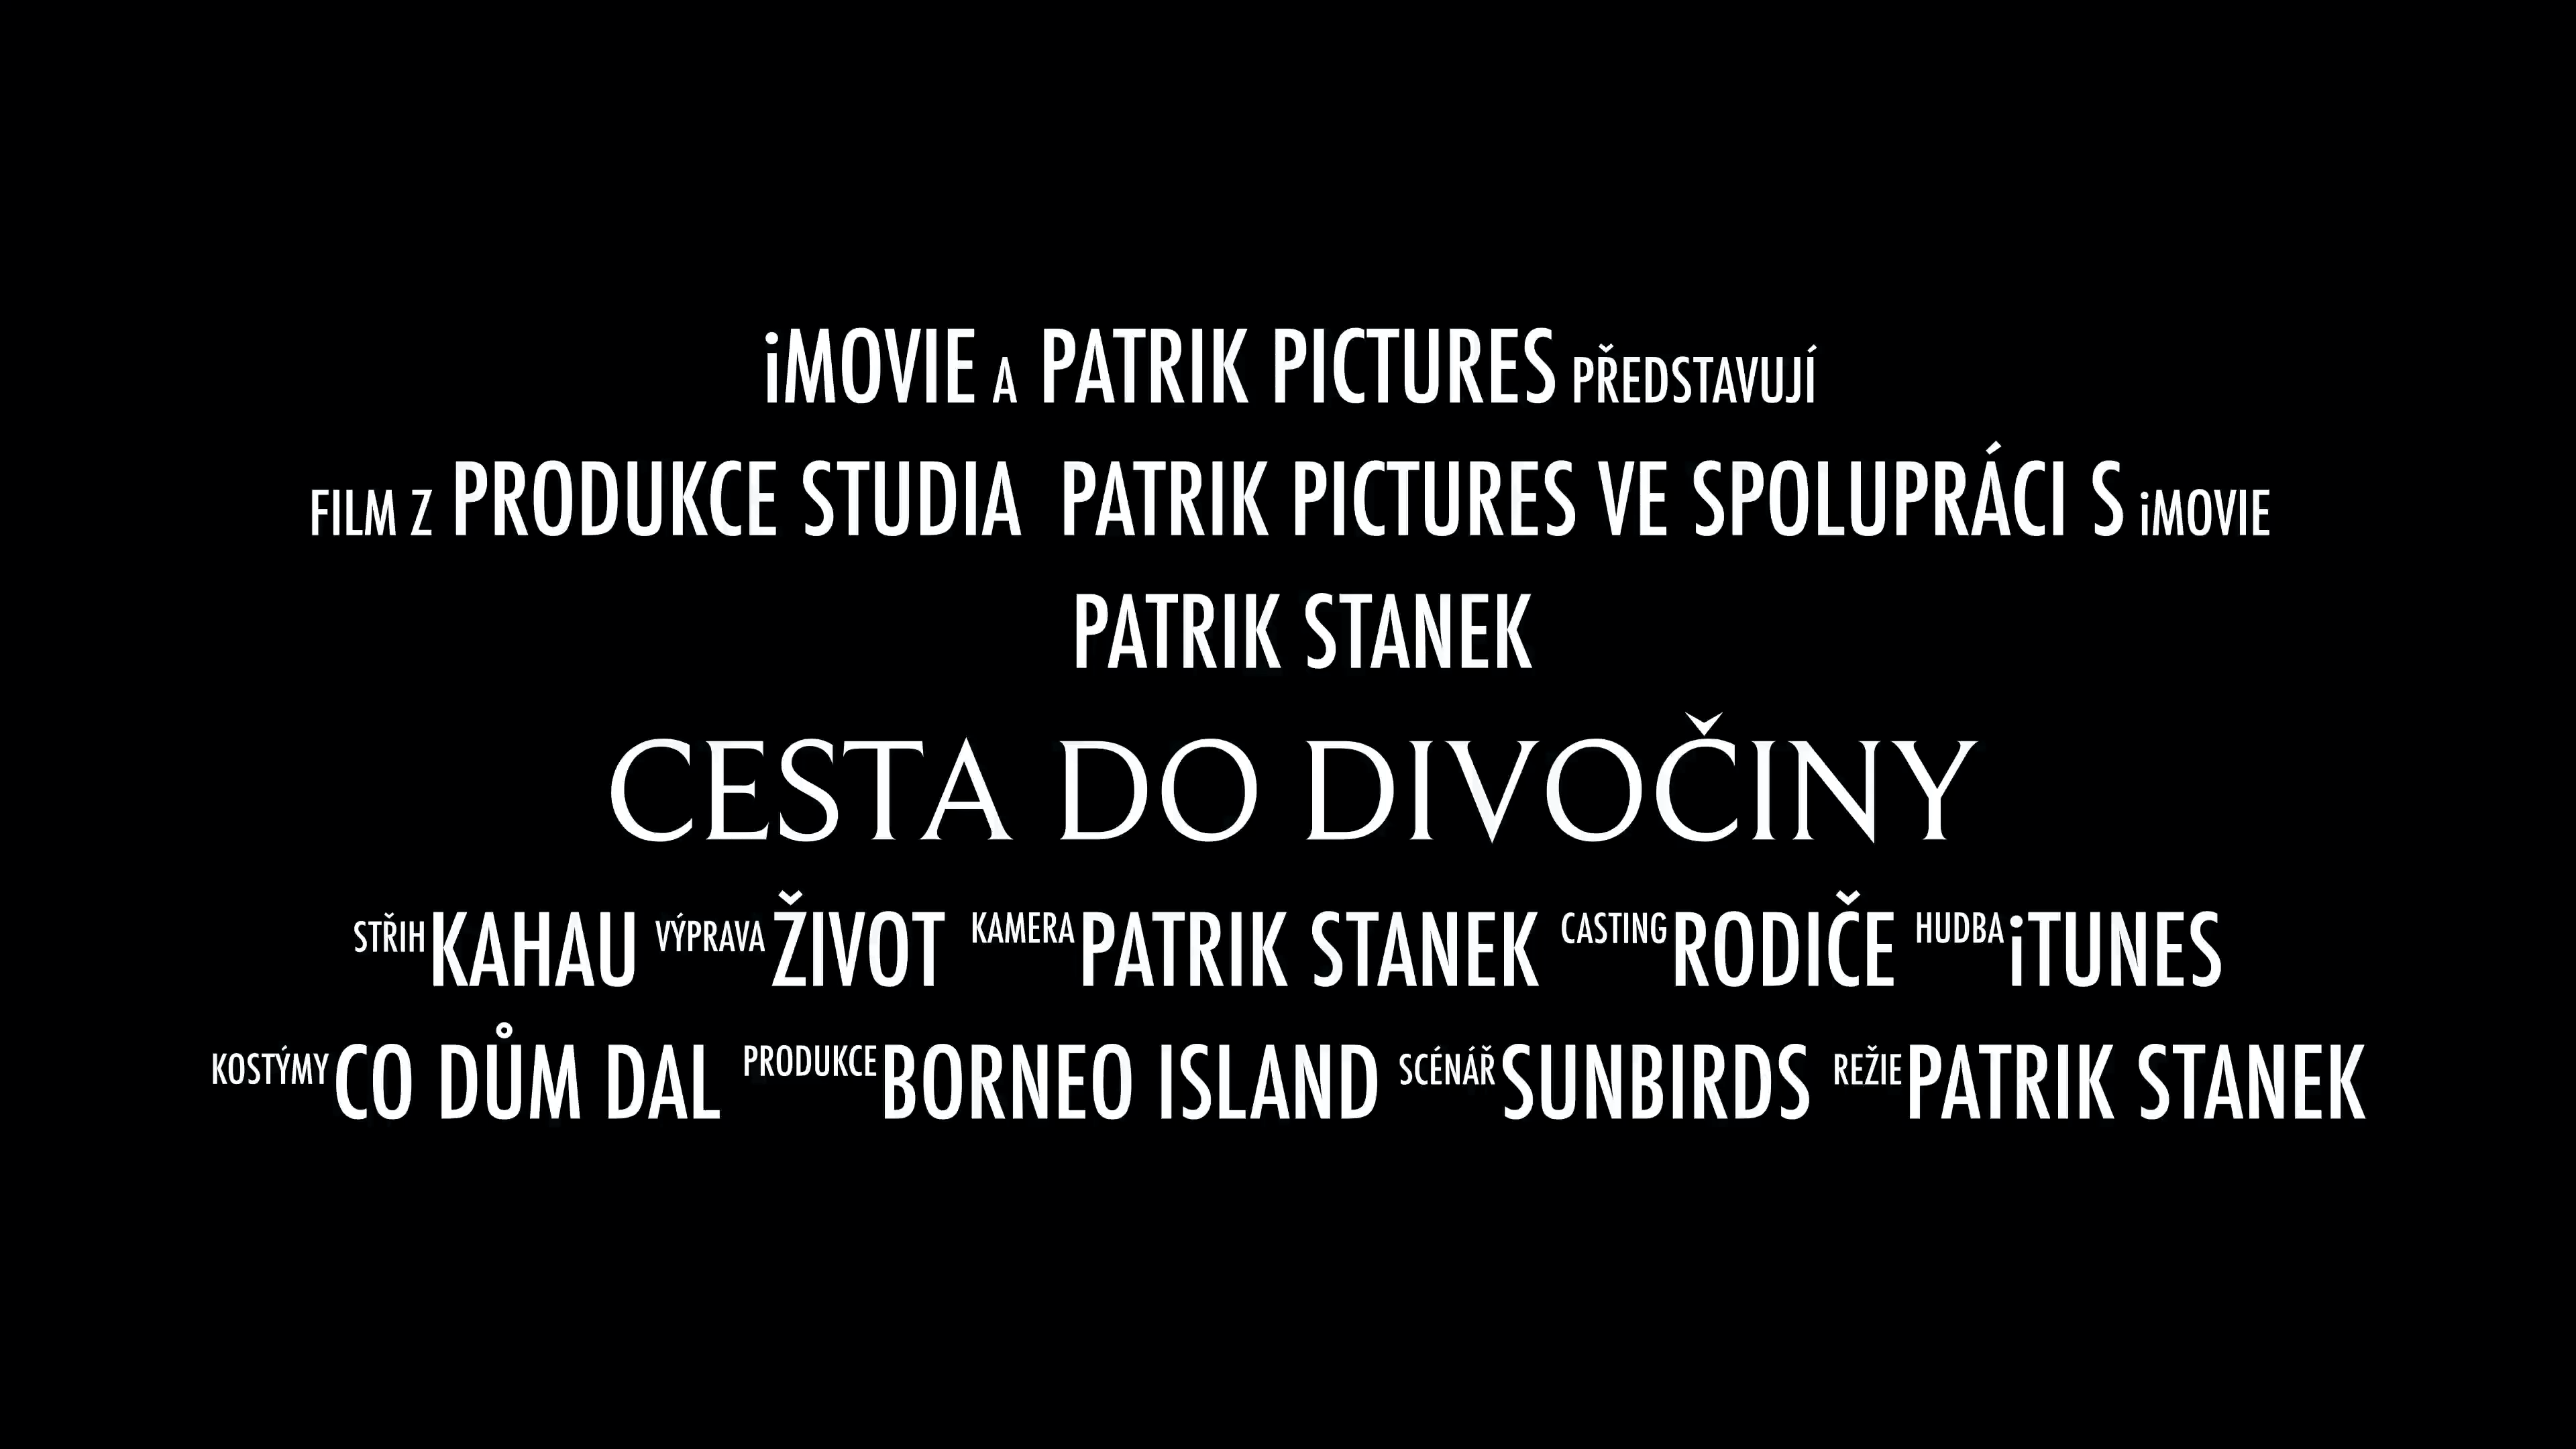 iMOVIE A PATRIK PICTURES PŘEDSTAVUJÍ
FILM Z PRODUKCE STUDIA PATRIK PICTURES VE SPOLUPRÁCI S iMOVIE
PATRIK STANEK
CESTA DO DIVOČINY
STŘIH KAHAU VÝPRAVA ŽIVOT KAMERA PATRIK STANEK CASTING RODIČE HUDBA iTUNES
KOSTÝMY CO DŮM DAL PRODUKCE BORNEO ISLAND SCÉNÁŘ SUNBIRDS REŽIE PATRIK STANEK